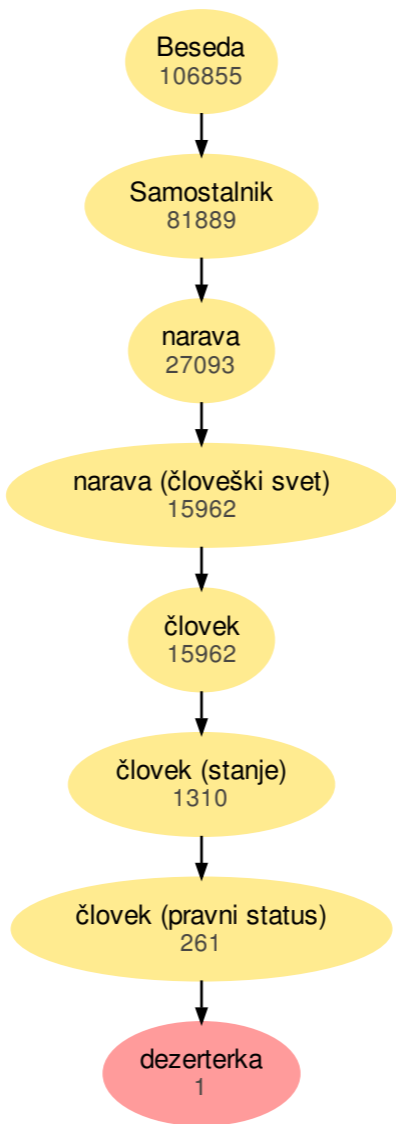 Beseda
106855
Samostalnik
81889
narava
27093
narava (človeški svet)
15962
človek
15962
človek (stanje)
1310
človek (pravni status)
261
dezerterka
1